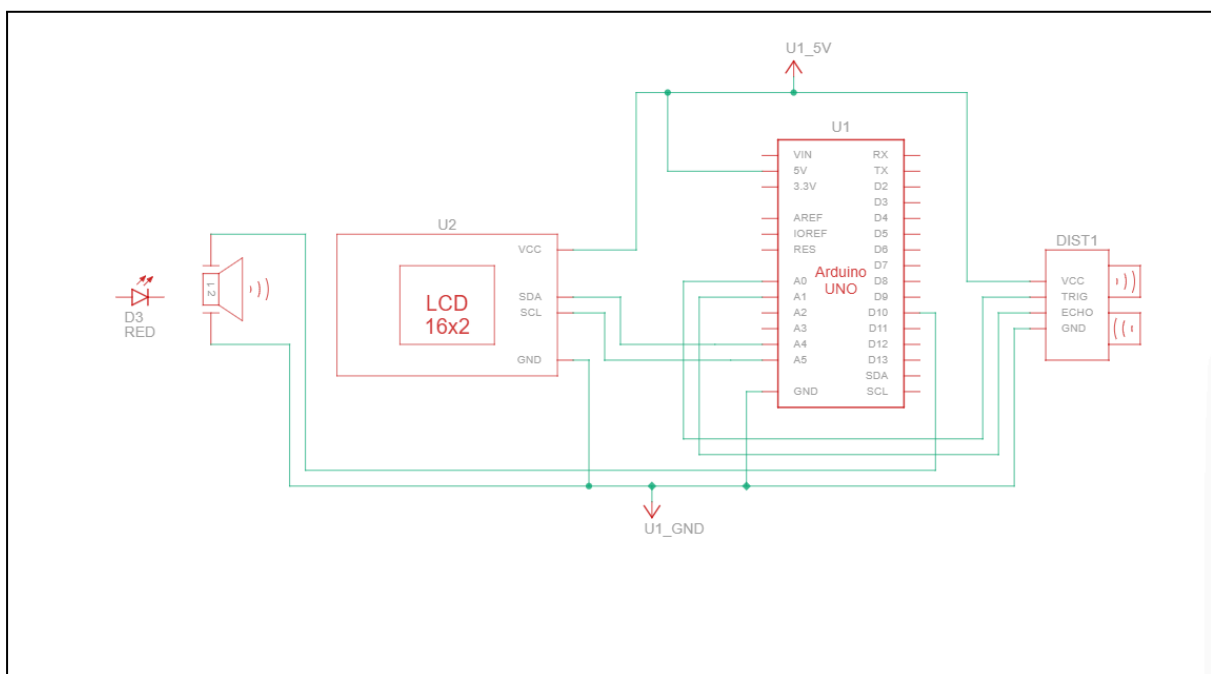 U1_5V
U1
VIN
5V
3.3V
AREF
IOREF
RES
A0
A1
A2
A3
A4
A5
GND
Arduino
UNO
RX
TX
D2
D3
D4
D5
D6
D7
D8
D9
D10
D11
D12
D13
SDA
SCL
U2
VCC
SDA
SCL
GND
LCD
16x2
DIST1
VCC
TRIG
ECHO
GND
D3
RED
1
2
U1_GND